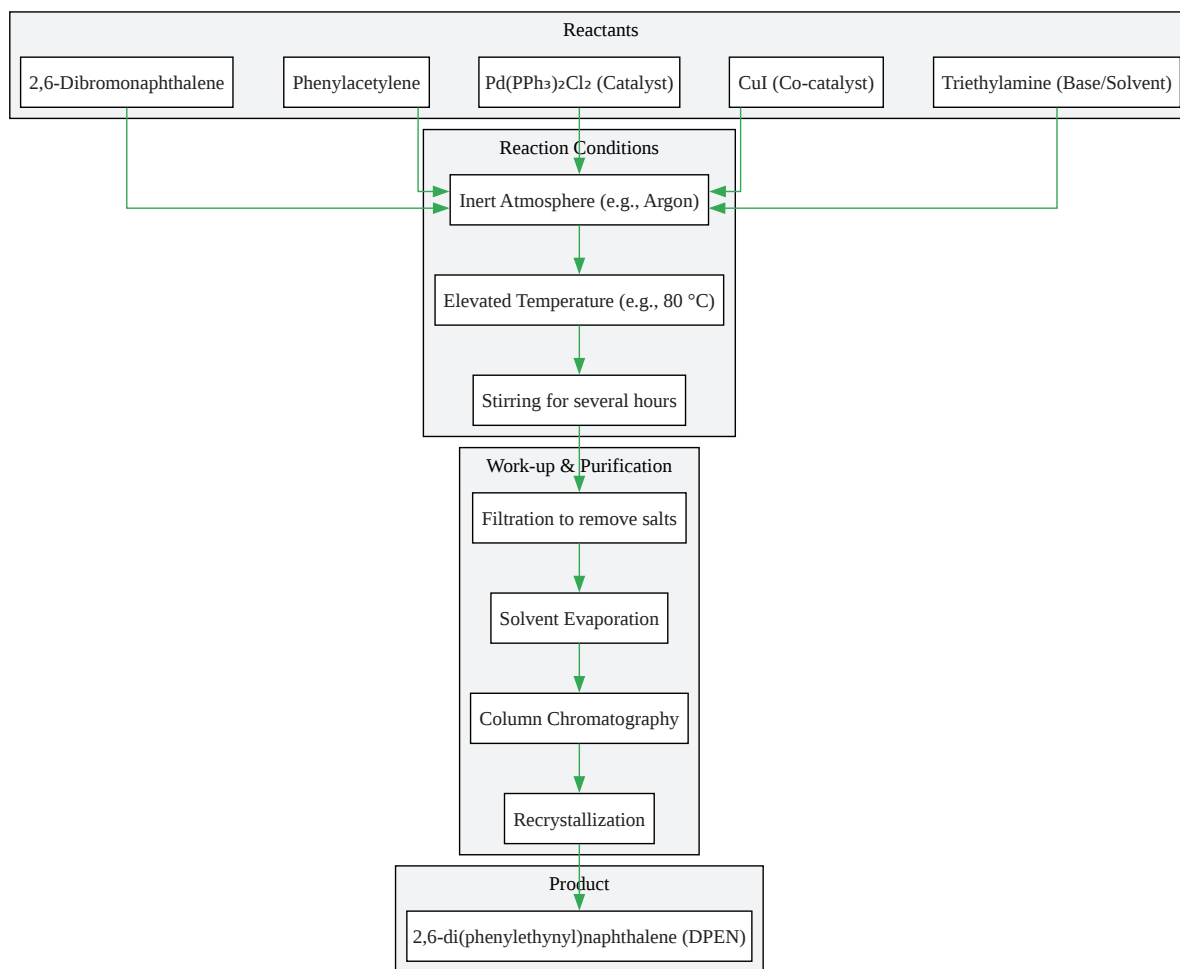 Reactants
2,6-Dibromonaphthalene
Phenylacetylene
Pd(PPh₃)₂Cl₂ (Catalyst)
CuI (Co-catalyst)
Triethylamine (Base/Solvent)
Reaction Conditions
Inert Atmosphere (e.g., Argon)
Elevated Temperature (e.g., 80 °C)
Stirring for several hours
Work-up & Purification
Filtration to remove salts
Solvent Evaporation
Column Chromatography
Recrystallization
Product
2,6-di(phenylethynyl)naphthalene (DPEN)